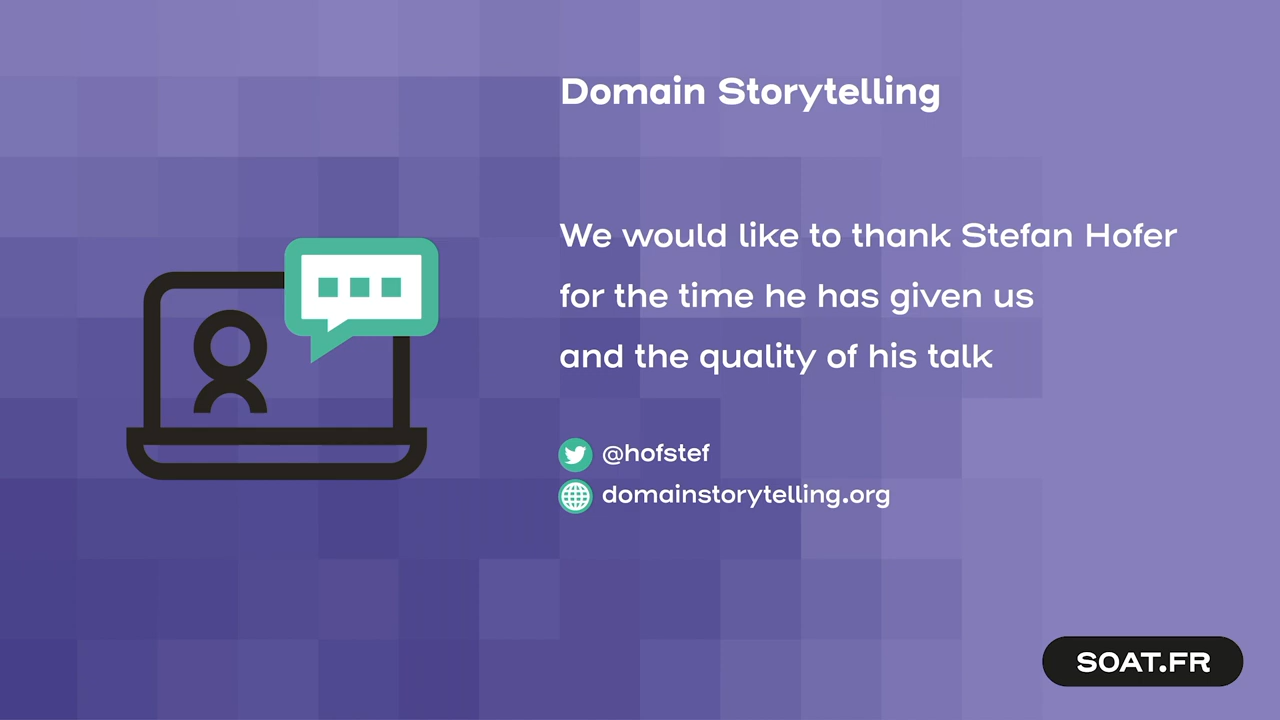 Domain Storytelling
We would like to thank Stefan Hofer
for the time he has given us
and the quality of his talk
@hofstef
domainstorytelling.org
SOAT.FR